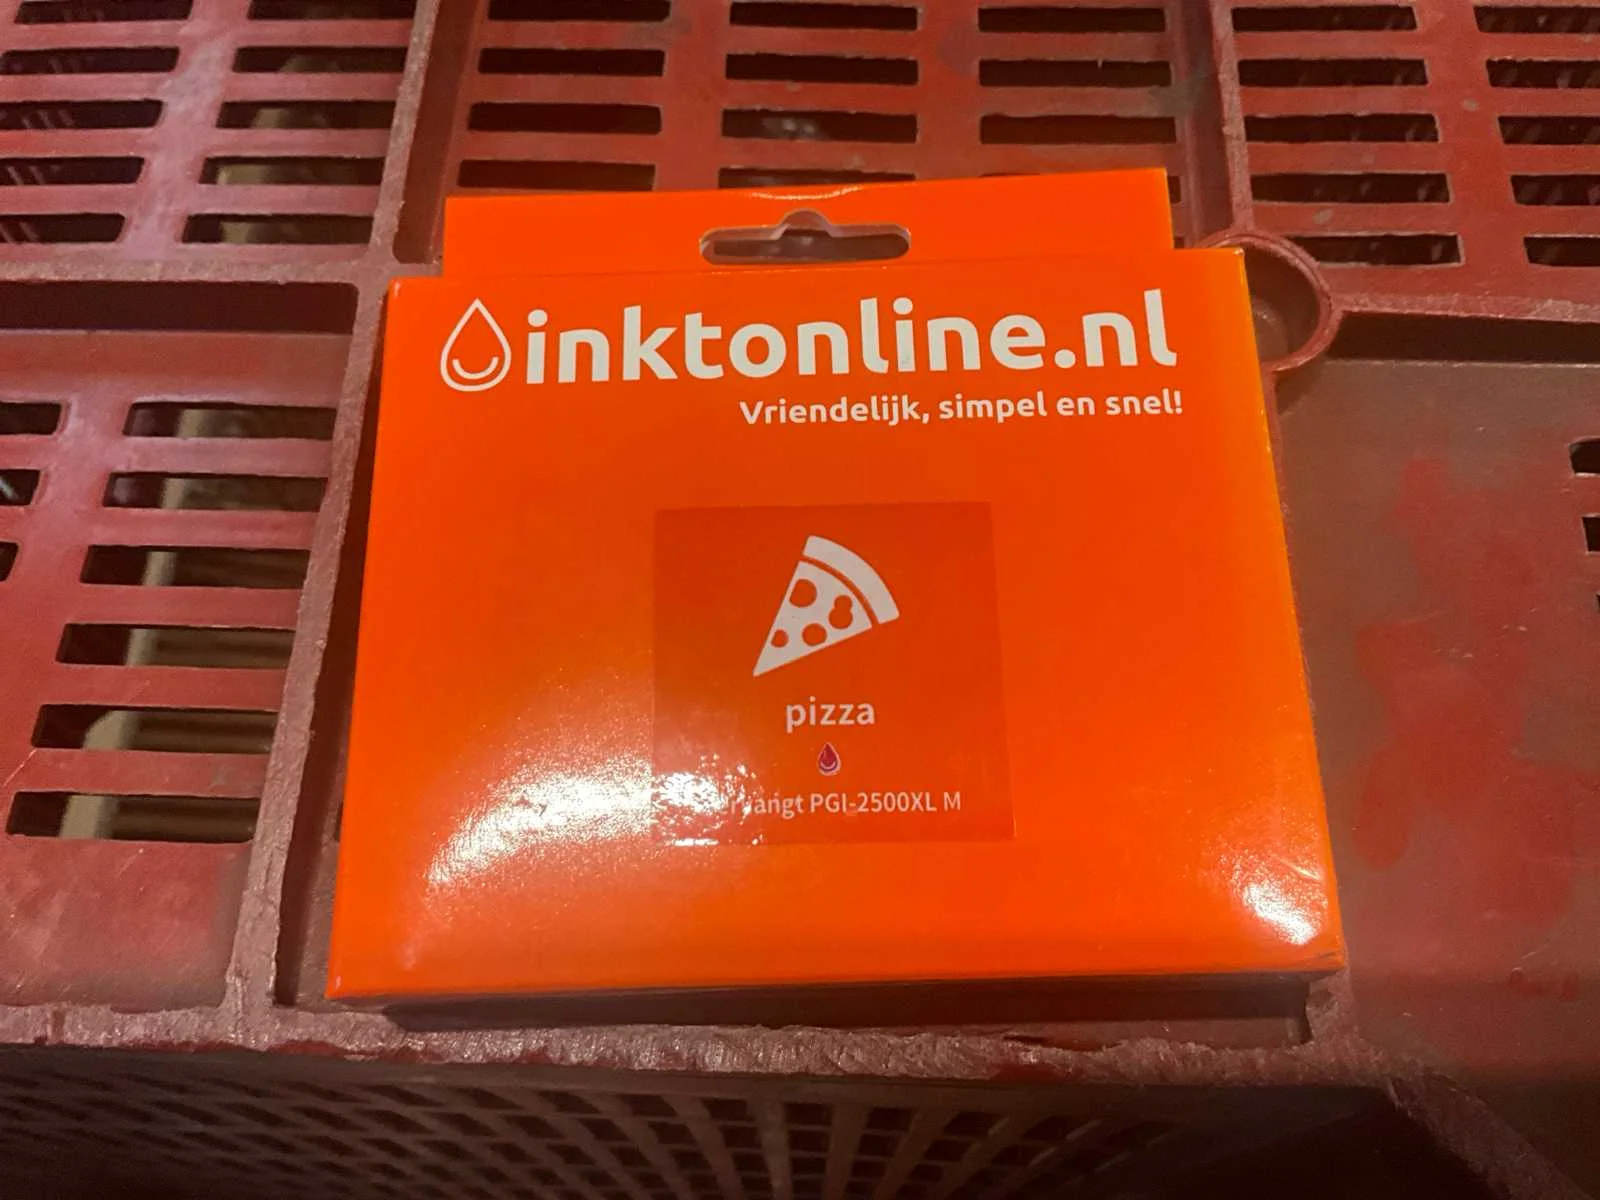 inktonline.nl
Vriendelijk, simpel en snel!
pizza
PGI-2500XL M